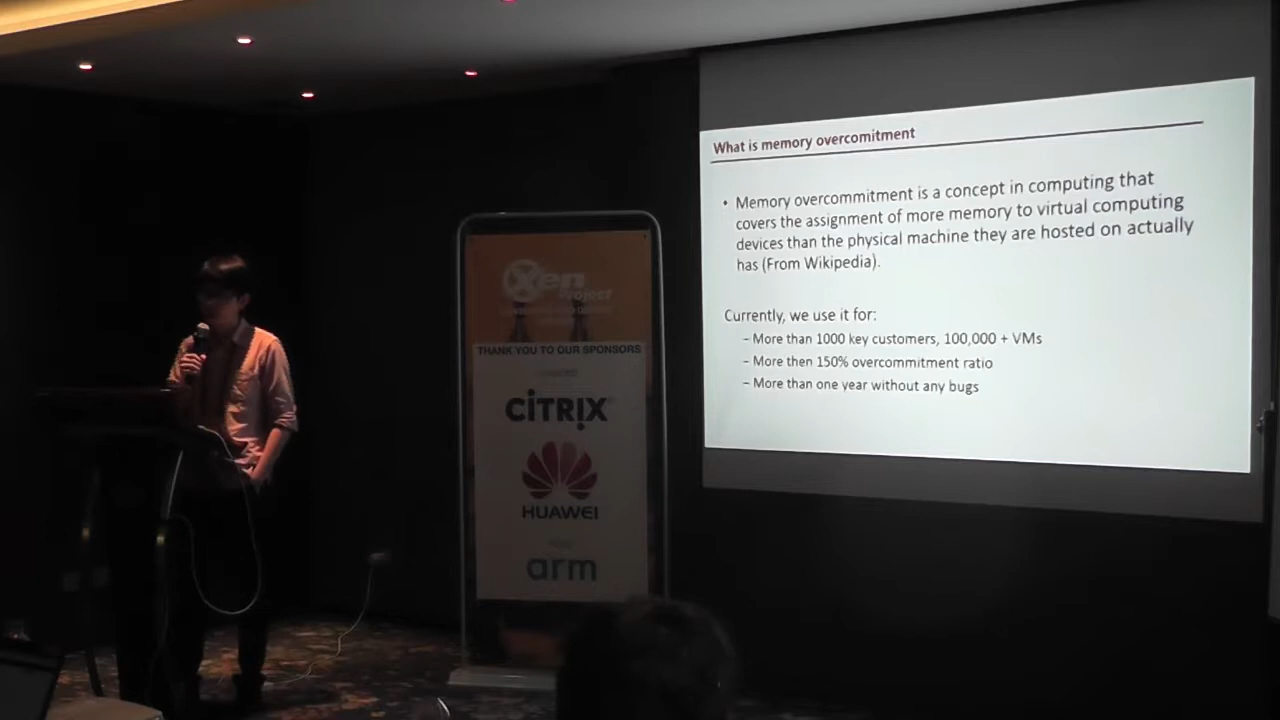 What is memory overcomitment
• Memory overcommitment is a concept in computing that
covers the assignment of more memory to virtual computing
devices than the physical machine they are hosted on actually
has (From Wikipedia).
Currently, we use it for:
– More than 1000 key customers, 100,000 + VMs
– More then 150% overcommitment ratio
– More than one year without any bugs
Xen
Project
THANK YOU TO OUR SPONSORS
CITRIX
HUAWEI
arm